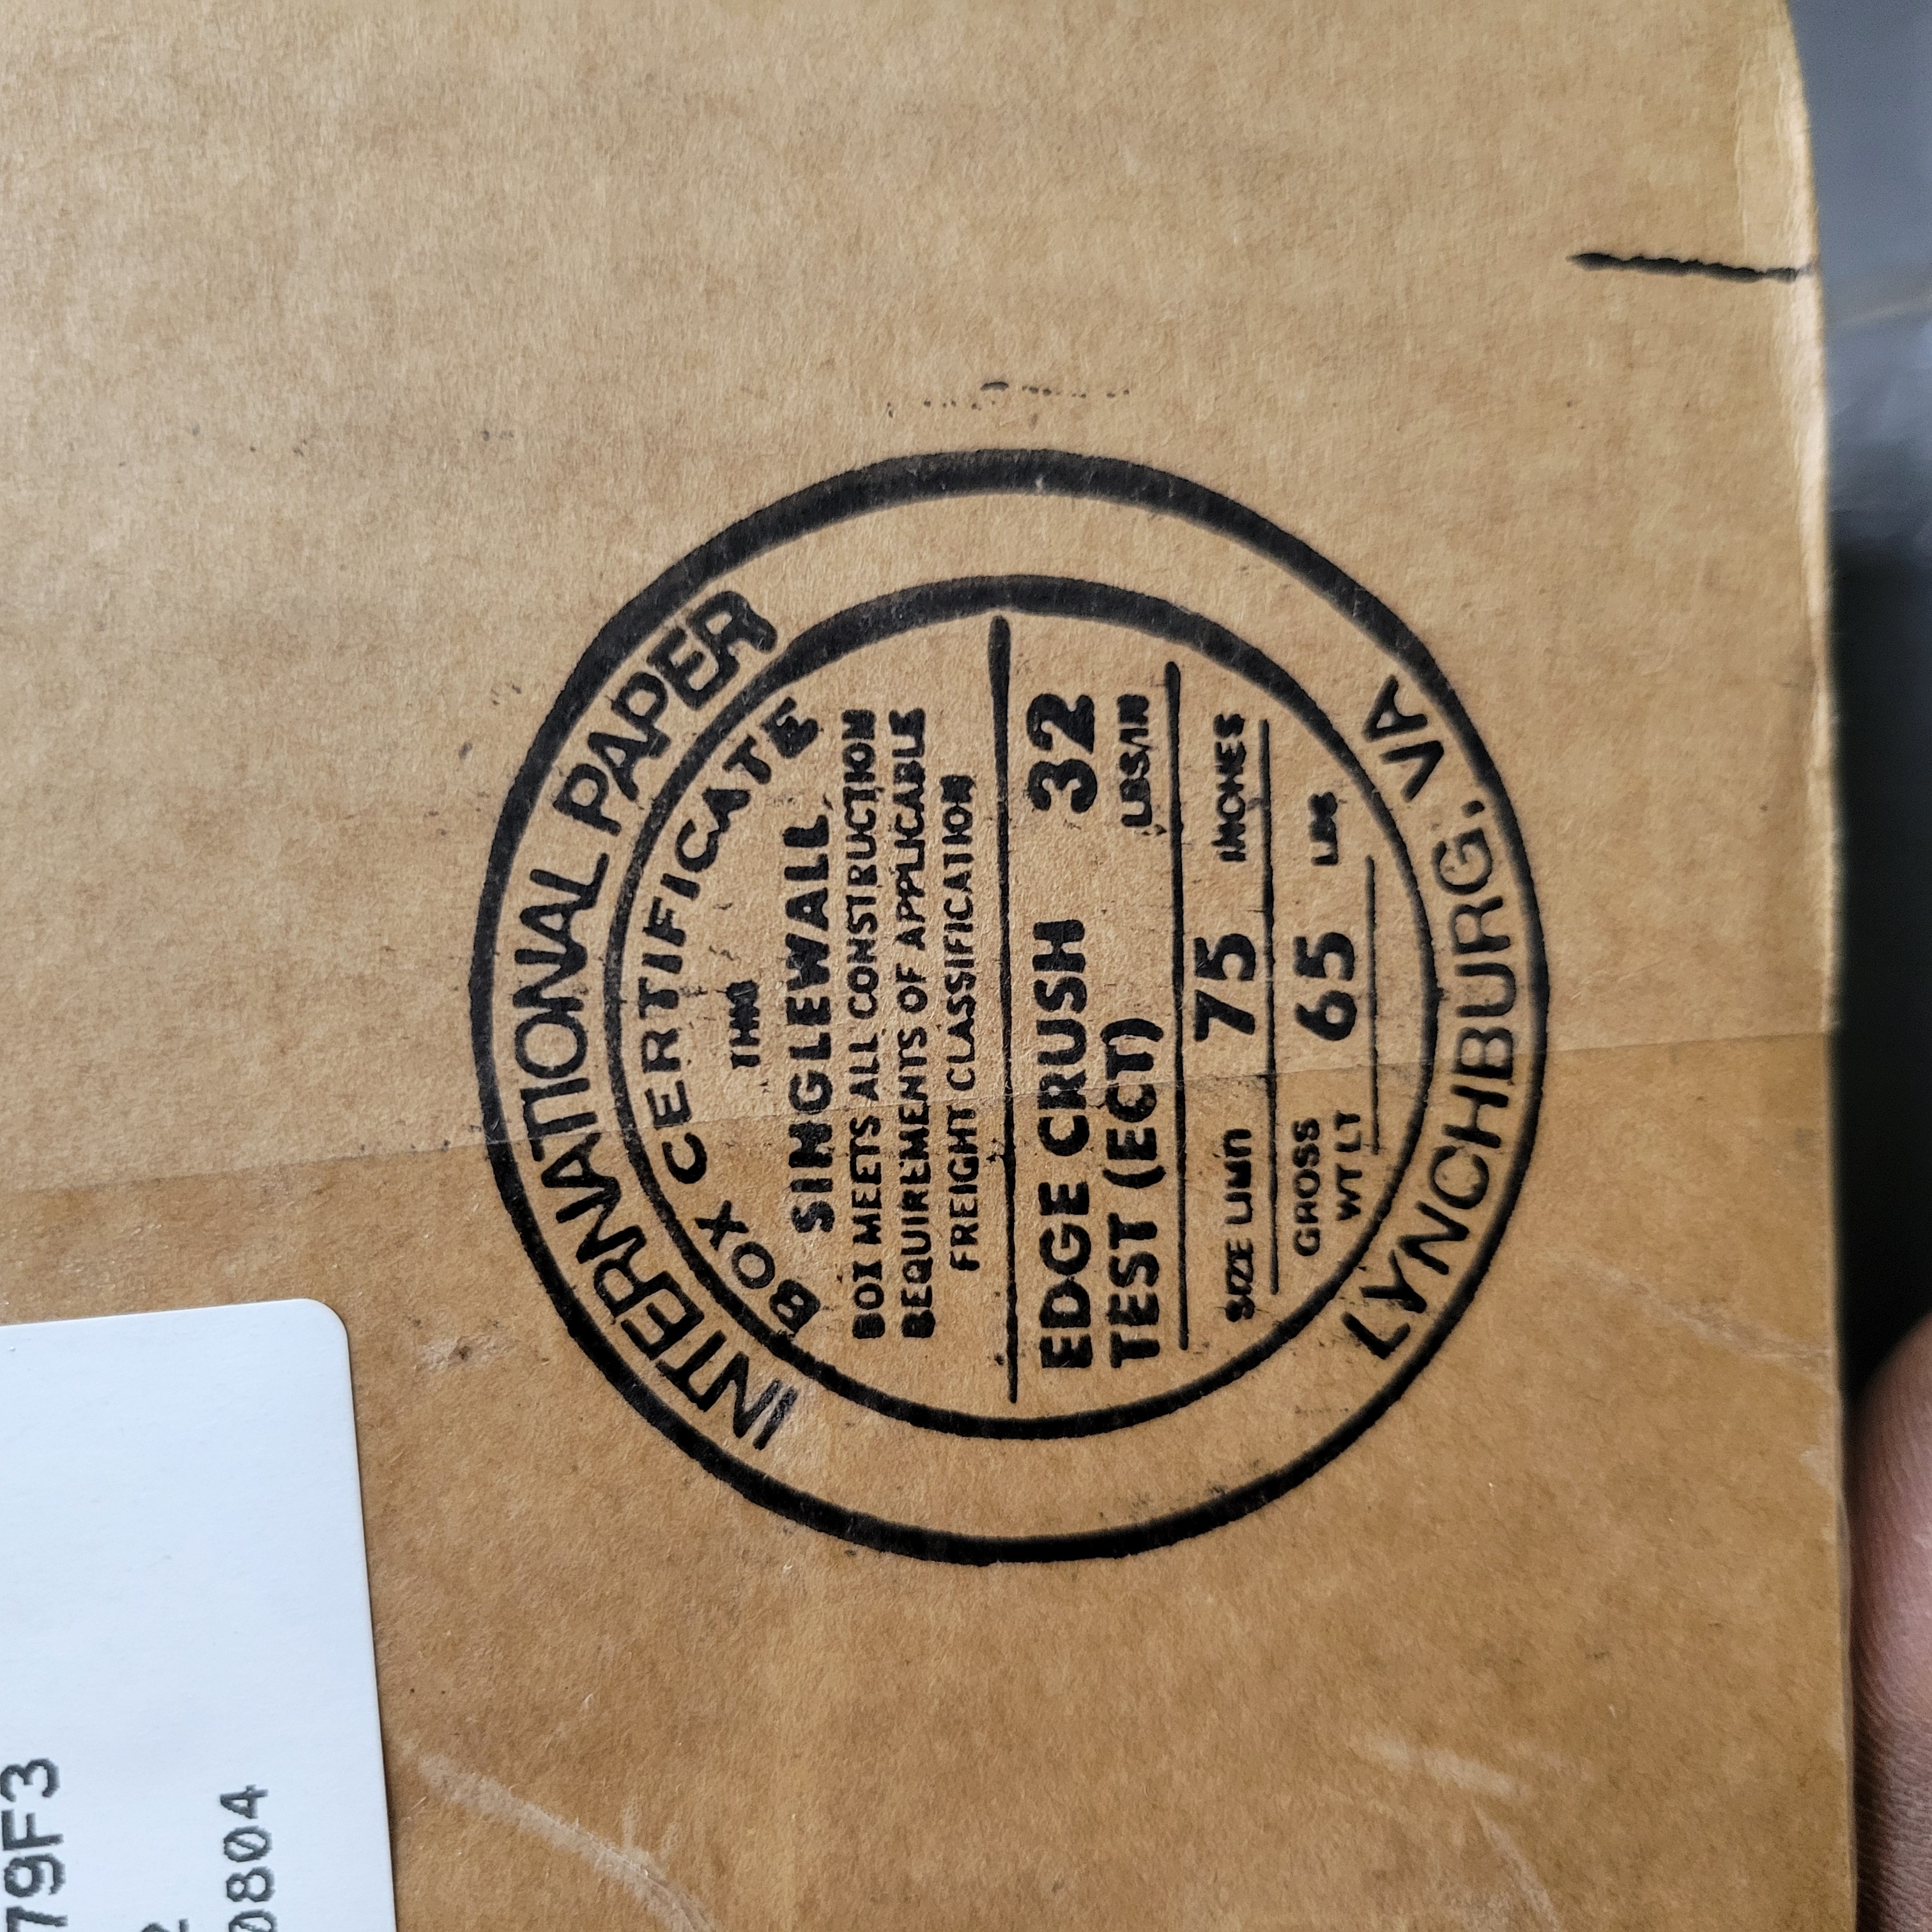 INTERNATIONAL PAPER
BOX CERTIFICATE
THIS
SINGLEWALL
BOX MEETS ALL CONSTRUCTION
REQUIREMENTS OF APPLICABLE
FREIGHT CLASSIFICATION
EDGE CRUSH 32
TEST (ECT) LBS/IN
SIZE LIMIT 75 INCHES
GROSS 65 LBS
WT LT
LYNCHBURG, VA
79F3
0804